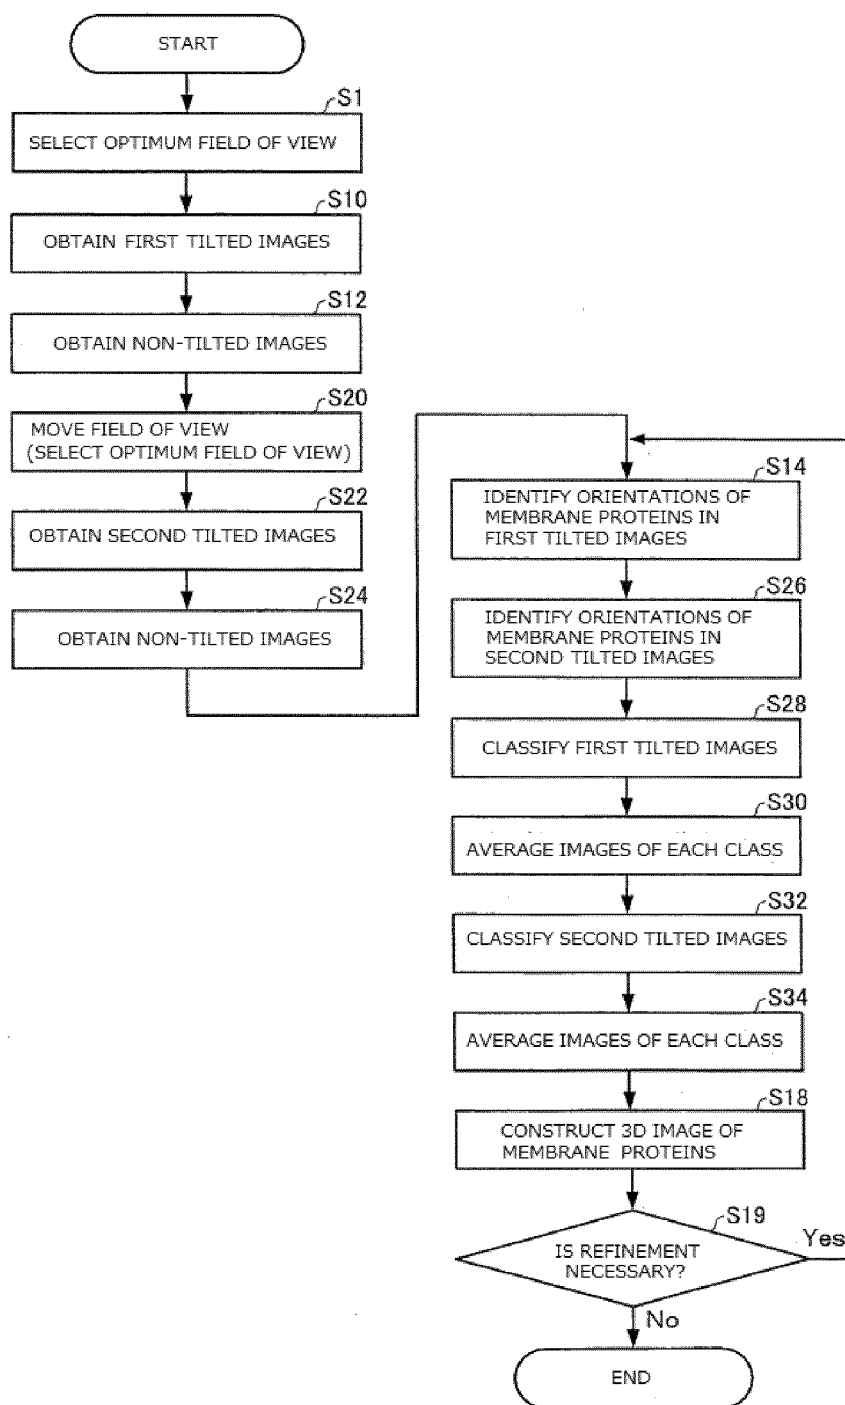 START
S1
SELECT OPTIMUM FIELD OF VIEW
S10
OBTAIN FIRST TILTED IMAGES
S12
OBTAIN NON-TILTED IMAGES
S20
MOVE FIELD OF VIEW
(SELECT OPTIMUM FIELD OF VIEW)
S22
OBTAIN SECOND TILTED IMAGES
S24
OBTAIN NON-TILTED IMAGES
S14
IDENTIFY ORIENTATIONS OF
MEMBRANE PROTEINS IN
FIRST TILTED IMAGES
S26
IDENTIFY ORIENTATIONS OF
MEMBRANE PROTEINS IN
SECOND TILTED IMAGES
S28
CLASSIFY FIRST TILTED IMAGES
S30
AVERAGE IMAGES OF EACH CLASS
S32
CLASSIFY SECOND TILTED IMAGES
S34
AVERAGE IMAGES OF EACH CLASS
S18
CONSTRUCT 3D IMAGE OF
MEMBRANE PROTEINS
S19
IS REFINEMENT
NECESSARY?
Yes
No
END